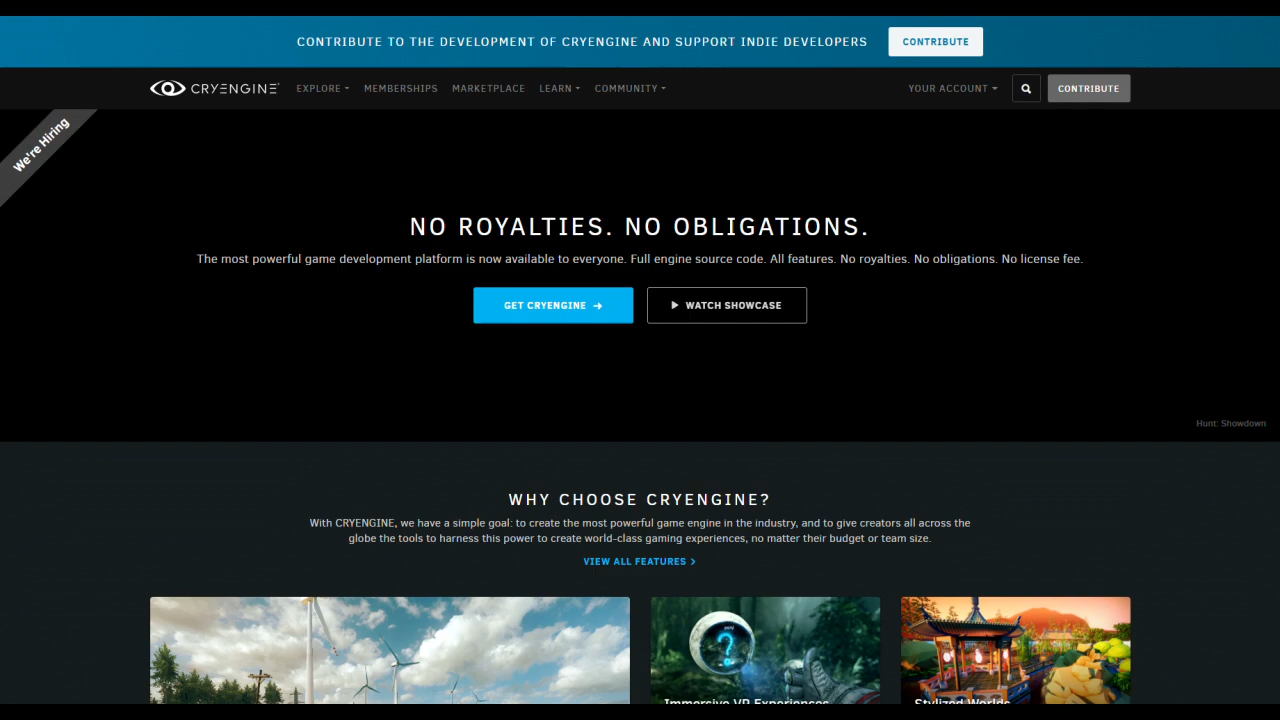 CONTRIBUTE TO THE DEVELOPMENT OF CRYENGINE AND SUPPORT INDIE DEVELOPERS
CONTRIBUTE
CRYENGINE
EXPLORE
MEMBERSHIPS
MARKETPLACE
LEARN
COMMUNITY
YOUR ACCOUNT
CONTRIBUTE
We're Hiring
NO ROYALTIES. NO OBLIGATIONS.
The most powerful game development platform is now available to everyone. Full engine source code. All features. No royalties. No obligations. No license fee.
GET CRYENGINE
WATCH SHOWCASE
Hunt: Showdown
WHY CHOOSE CRYENGINE?
With CRYENGINE, we have a simple goal: to create the most powerful game engine in the industry, and to give creators all across the
globe the tools to harness this power to create world-class gaming experiences, no matter their budget or team size.
VIEW ALL FEATURES
?
Immersive VR Experiences
Stylized Worlds